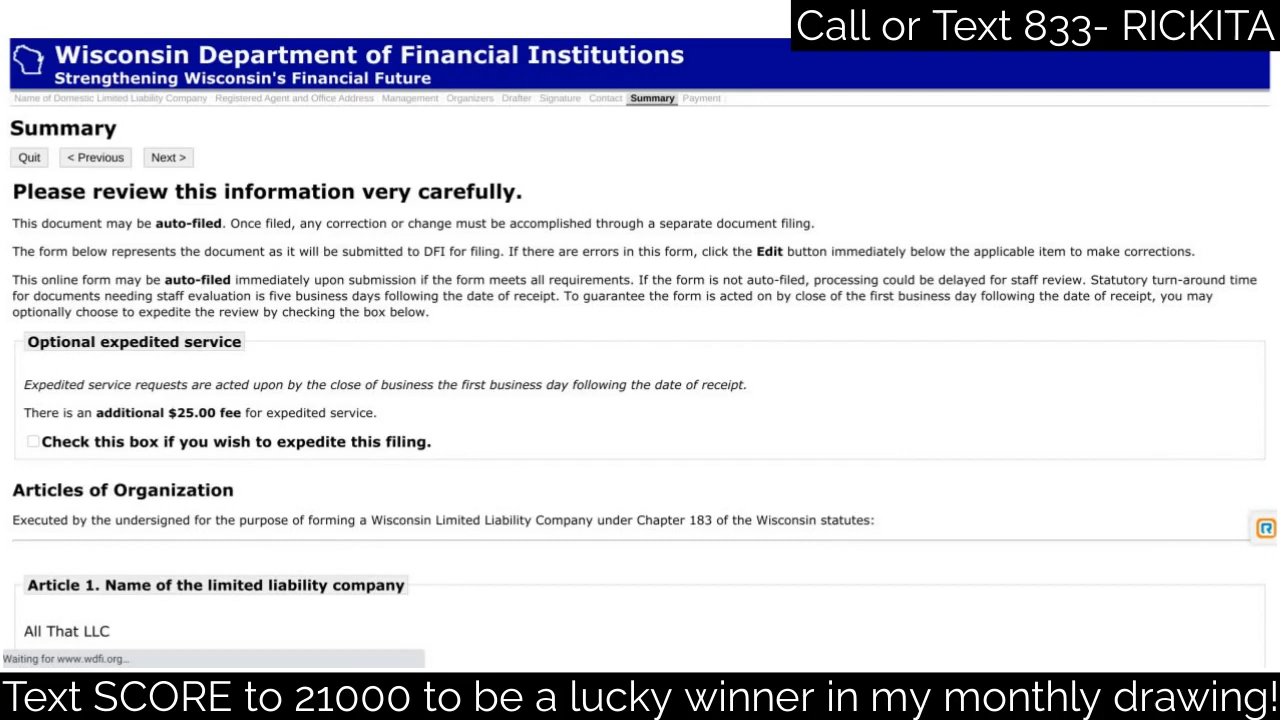 Call or Text 833- RICKITA
Wisconsin Department of Financial Institutions
Strengthening Wisconsin's Financial Future
Name of Domestic Limited Liability Company Registered Agent and Office Address Management Organizers Drafter Signature Contact Summary Payment
Summary
Quit < Previous Next >
Please review this information very carefully.
This document may be auto-filed. Once filed, any correction or change must be accomplished through a separate document filing.
The form below represents the document as it will be submitted to DFI for filing. If there are errors in this form, click the Edit button immediately below the applicable item to make corrections.
This online form may be auto-filed immediately upon submission if the form meets all requirements. If the form is not auto-filed, processing could be delayed for staff review. Statutory turn-around time
for documents needing staff evaluation is five business days following the date of receipt. To guarantee the form is acted on by close of the first business day following the date of receipt, you may
optionally choose to expedite the review by checking the box below.
Optional expedited service
Expedited service requests are acted upon by the close of business the first business day following the date of receipt.
There is an additional $25.00 fee for expedited service.
Check this box if you wish to expedite this filing.
Articles of Organization
Executed by the undersigned for the purpose of forming a Wisconsin Limited Liability Company under Chapter 183 of the Wisconsin statutes:
Article 1. Name of the limited liability company
All That LLC
Waiting for www.wdfi.org...
Text SCORE to 21000 to be a lucky winner in my monthly drawing!